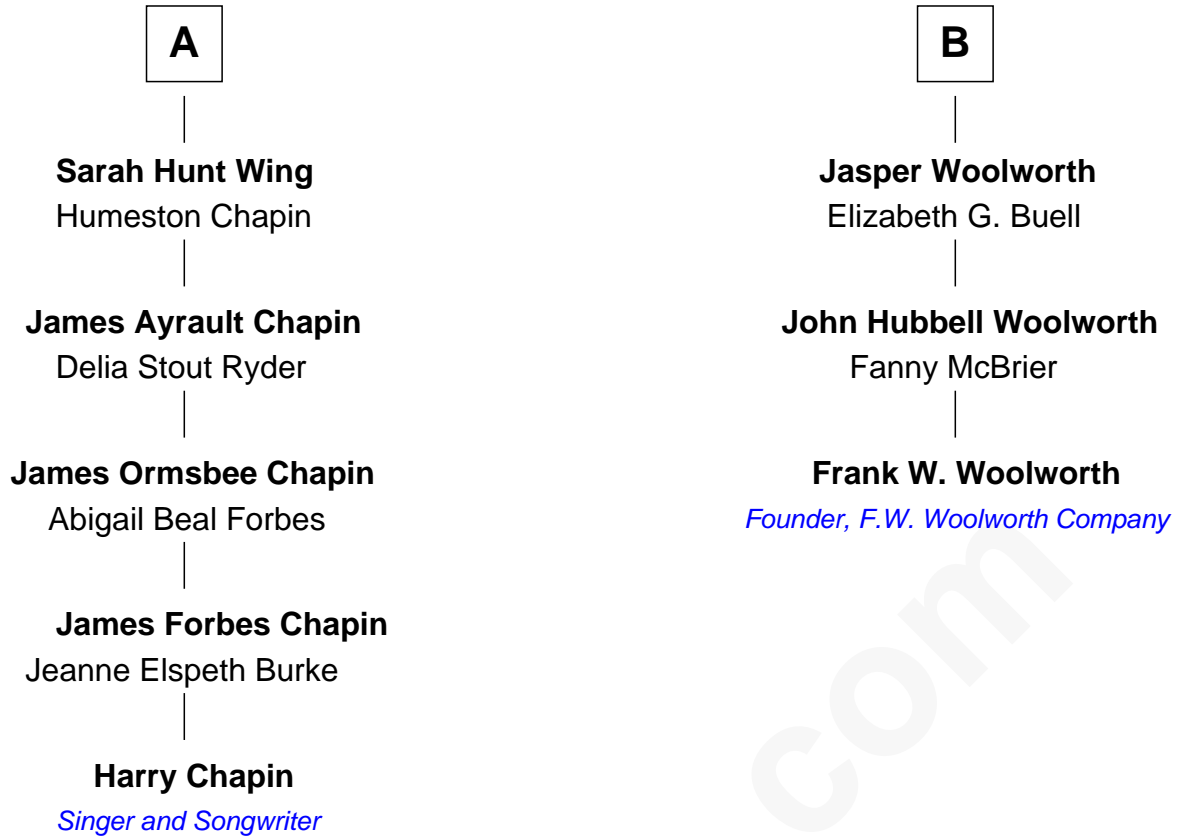 A
Sarah Hunt Wing
Humeston Chapin
James Ayrault Chapin
Delia Stout Ryder
James Ormsbee Chapin
Abigail Beal Forbes
James Forbes Chapin
Jeanne Elspeth Burke
Harry Chapin
Singer and Songwriter
B
Jasper Woolworth
Elizabeth G. Buell
John Hubbell Woolworth
Fanny McBrier
Frank W. Woolworth
Founder, F.W. Woolworth Company
com